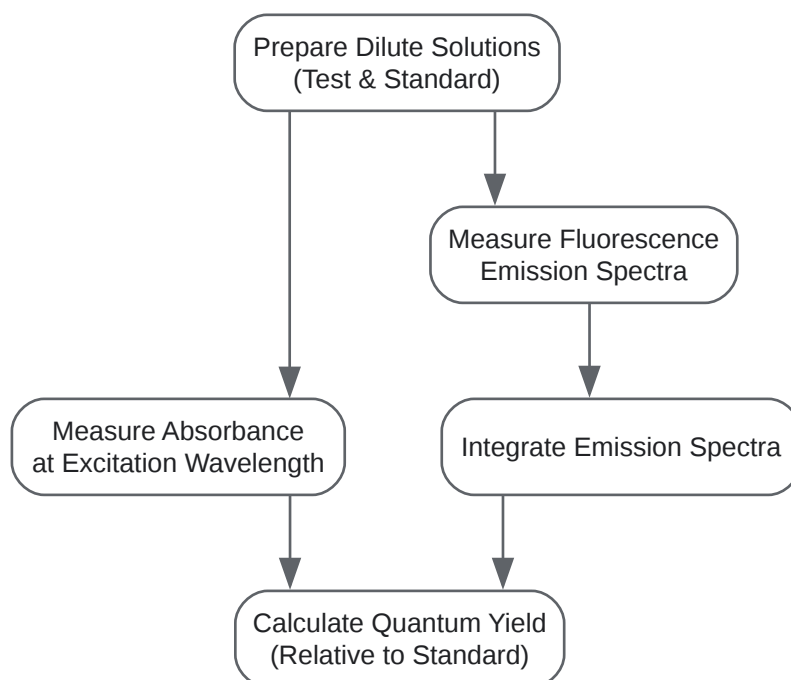 Prepare Dilute Solutions
(Test & Standard)
Measure Fluorescence
Emission Spectra
Measure Absorbance
at Excitation Wavelength
Integrate Emission Spectra
Calculate Quantum Yield
(Relative to Standard)